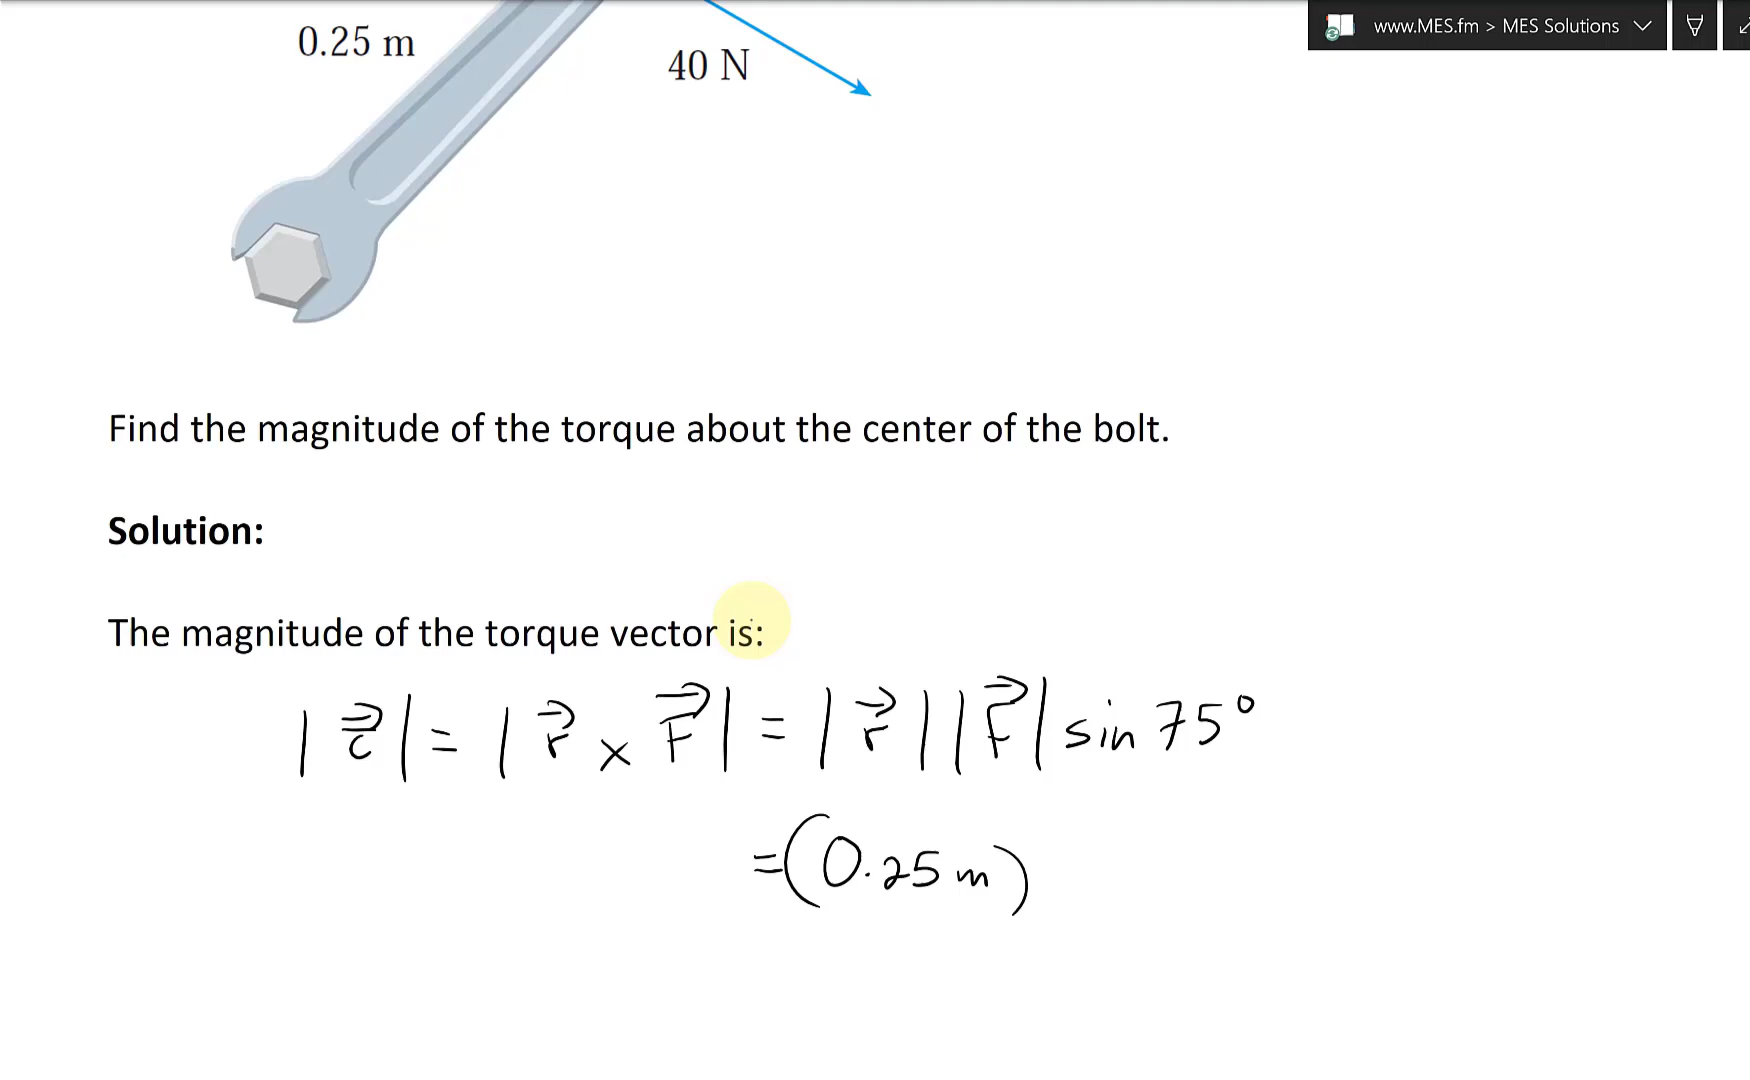 www.MES.fm > MES Solutions
0.25 m
40 N
Find the magnitude of the torque about the center of the bolt.
Solution:
The magnitude of the torque vector is:
|τ⃗| = |r⃗ × F⃗| = |r⃗||F⃗| sin 75°
= (0.25 m)